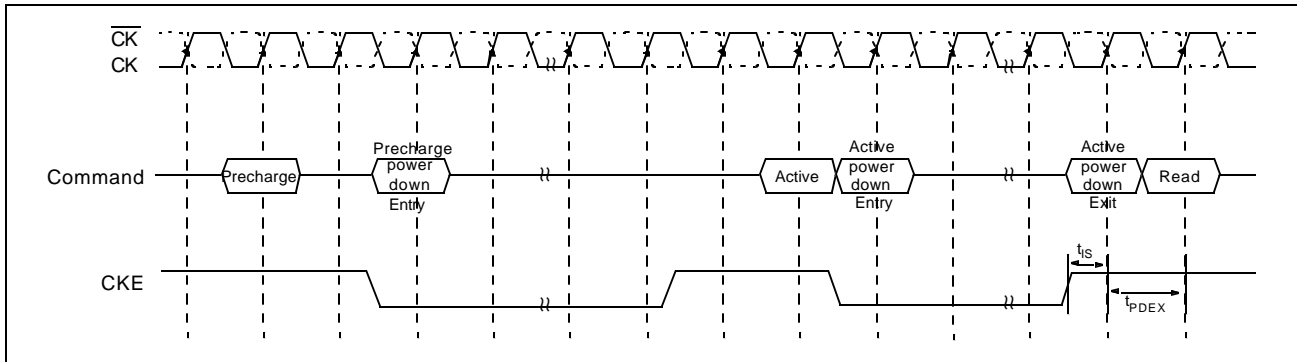 CK
CK
Command
Precharge
Precharge
power
down
Entry
Active
Active
power
down
Entry
Active
power
down
Exit
Read
CKE
tIS
tPDEX